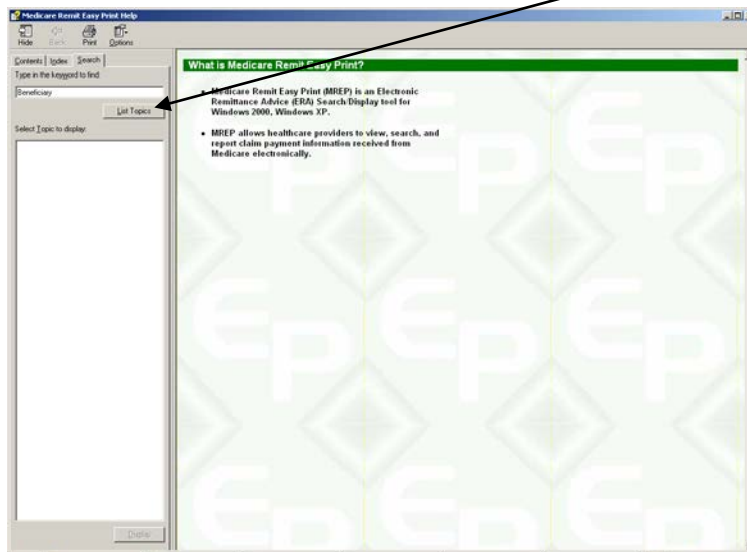 Medicare Remit Easy Print Help
Hide Back Print Options
Contents Index Search
Type in the keyword to find:
Beneficiary
List Topics
Select Topic to display:
Display
What is Medicare Remit Easy Print?
• Medicare Remit Easy Print (MREP) is an Electronic
Remittance Advice (ERA) Search/Display tool for
Windows 2000, Windows XP.
• MREP allows healthcare providers to view, search, and
report claim payment information received from
Medicare electronically.